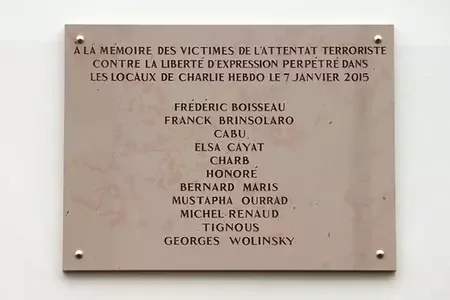 À LA MÉMOIRE DES VICTIMES DE L'ATTENTAT TERRORISTE
CONTRE LA LIBERTÉ D'EXPRESSION PERPÉTRÉ DANS
LES LOCAUX DE CHARLIE HEBDO LE 7 JANVIER 2015
FRÉDÉRIC BOISSEAU
FRANCK BRINSOLARO
CABU
ELSA CAYAT
CHARB
HONORÉ
BERNARD MARIS
MUSTAPHA OURRAD
MICHEL RENAUD
TIGNOUS
GEORGES WOLINSKY